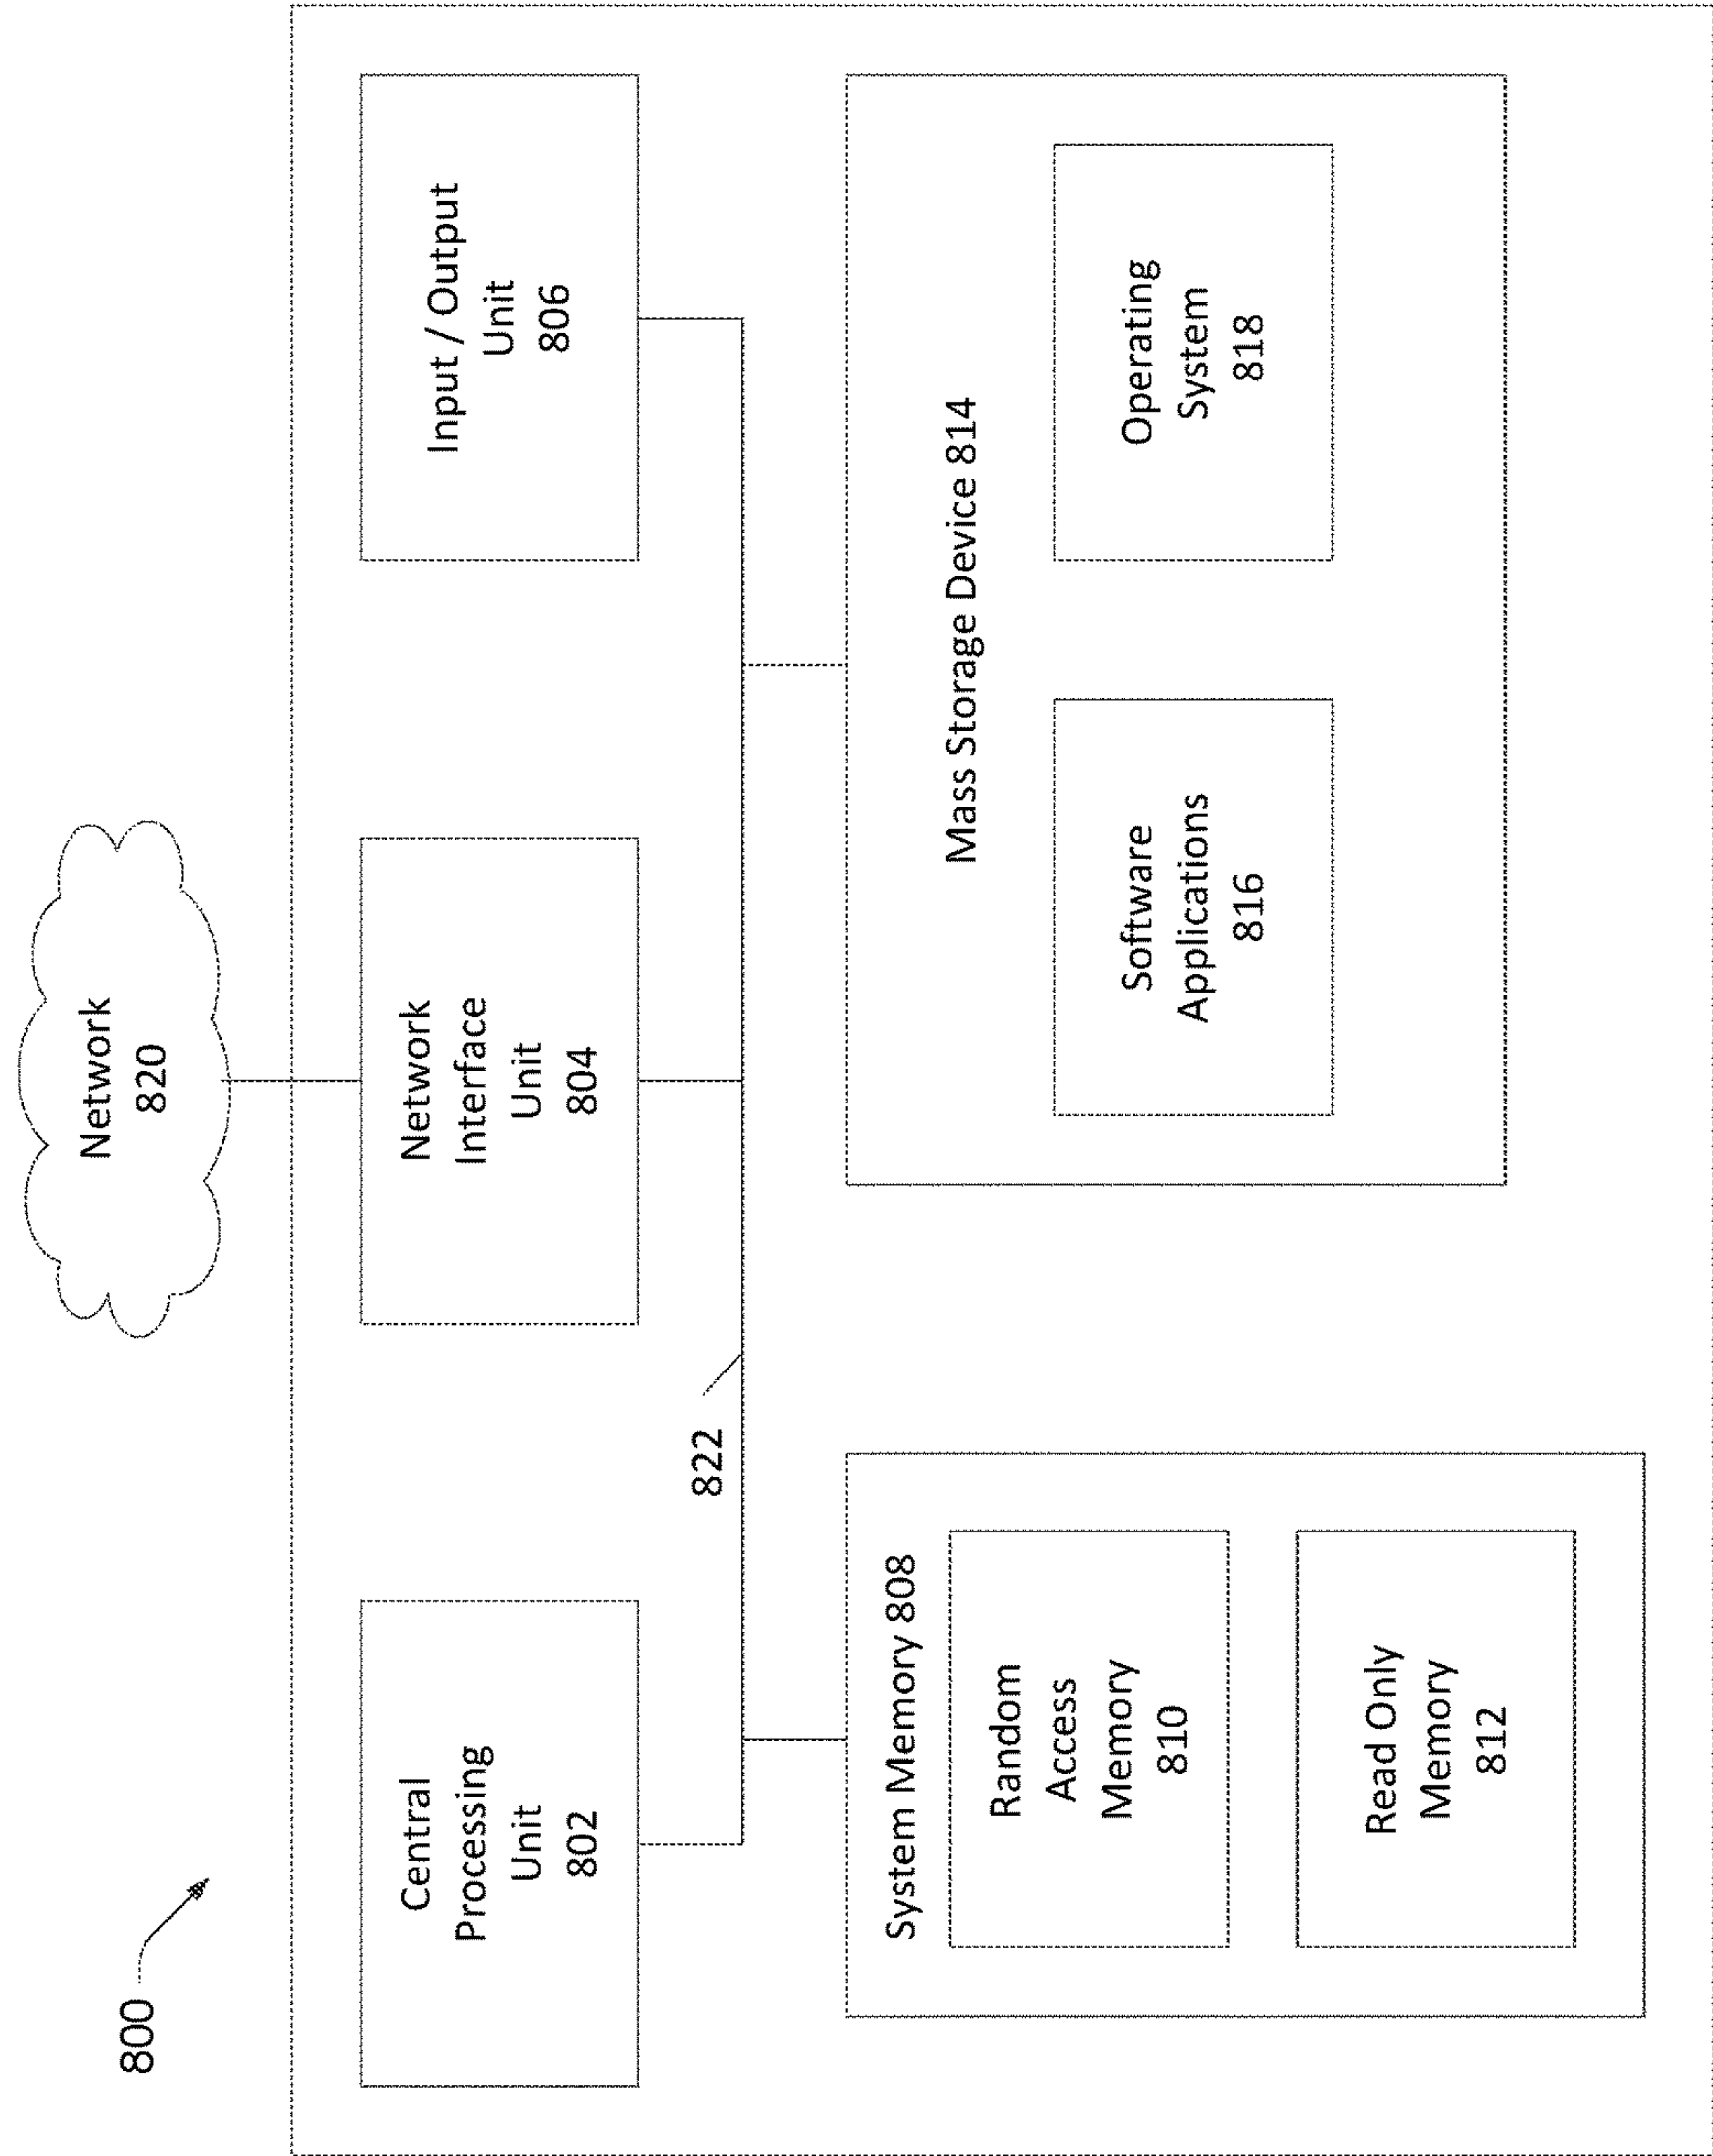 800
Network
820
Central
Processing
Unit
802
Network
Interface
Unit
804
Input / Output
Unit
806
822
System Memory 808
Random
Access
Memory
810
Read Only
Memory
812
Mass Storage Device 814
Software
Applications
816
Operating
System
818